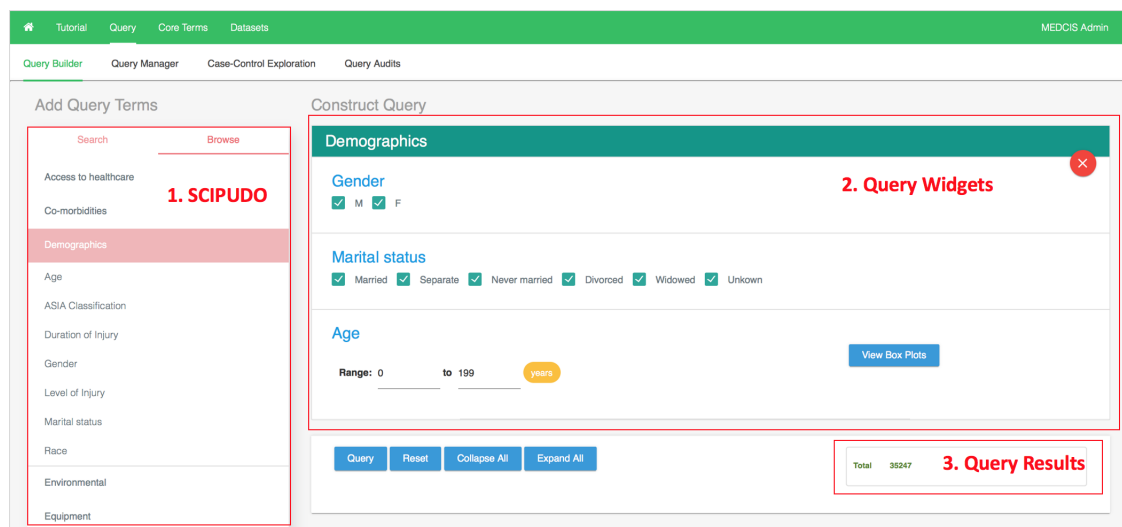 Tutorial Query Core Terms Datasets MEDCIS Admin
Query Builder Query Manager Case-Control Exploration Query Audits
Add Query Terms
Search Browse
1. SCIPUDO
Access to healthcare
Co-morbidities
Demographics
Age
ASIA Classification
Duration of Injury
Gender
Level of Injury
Marital status
Race
Environmental
Equipment
Construct Query
Demographics
2. Query Widgets
Gender
M F
Marital status
Married Separate Never married Divorced Widowed Unkown
Age
Range: 0 to 199 years
View Box Plots
Query Reset Collapse All Expand All
Total 35247
3. Query Results